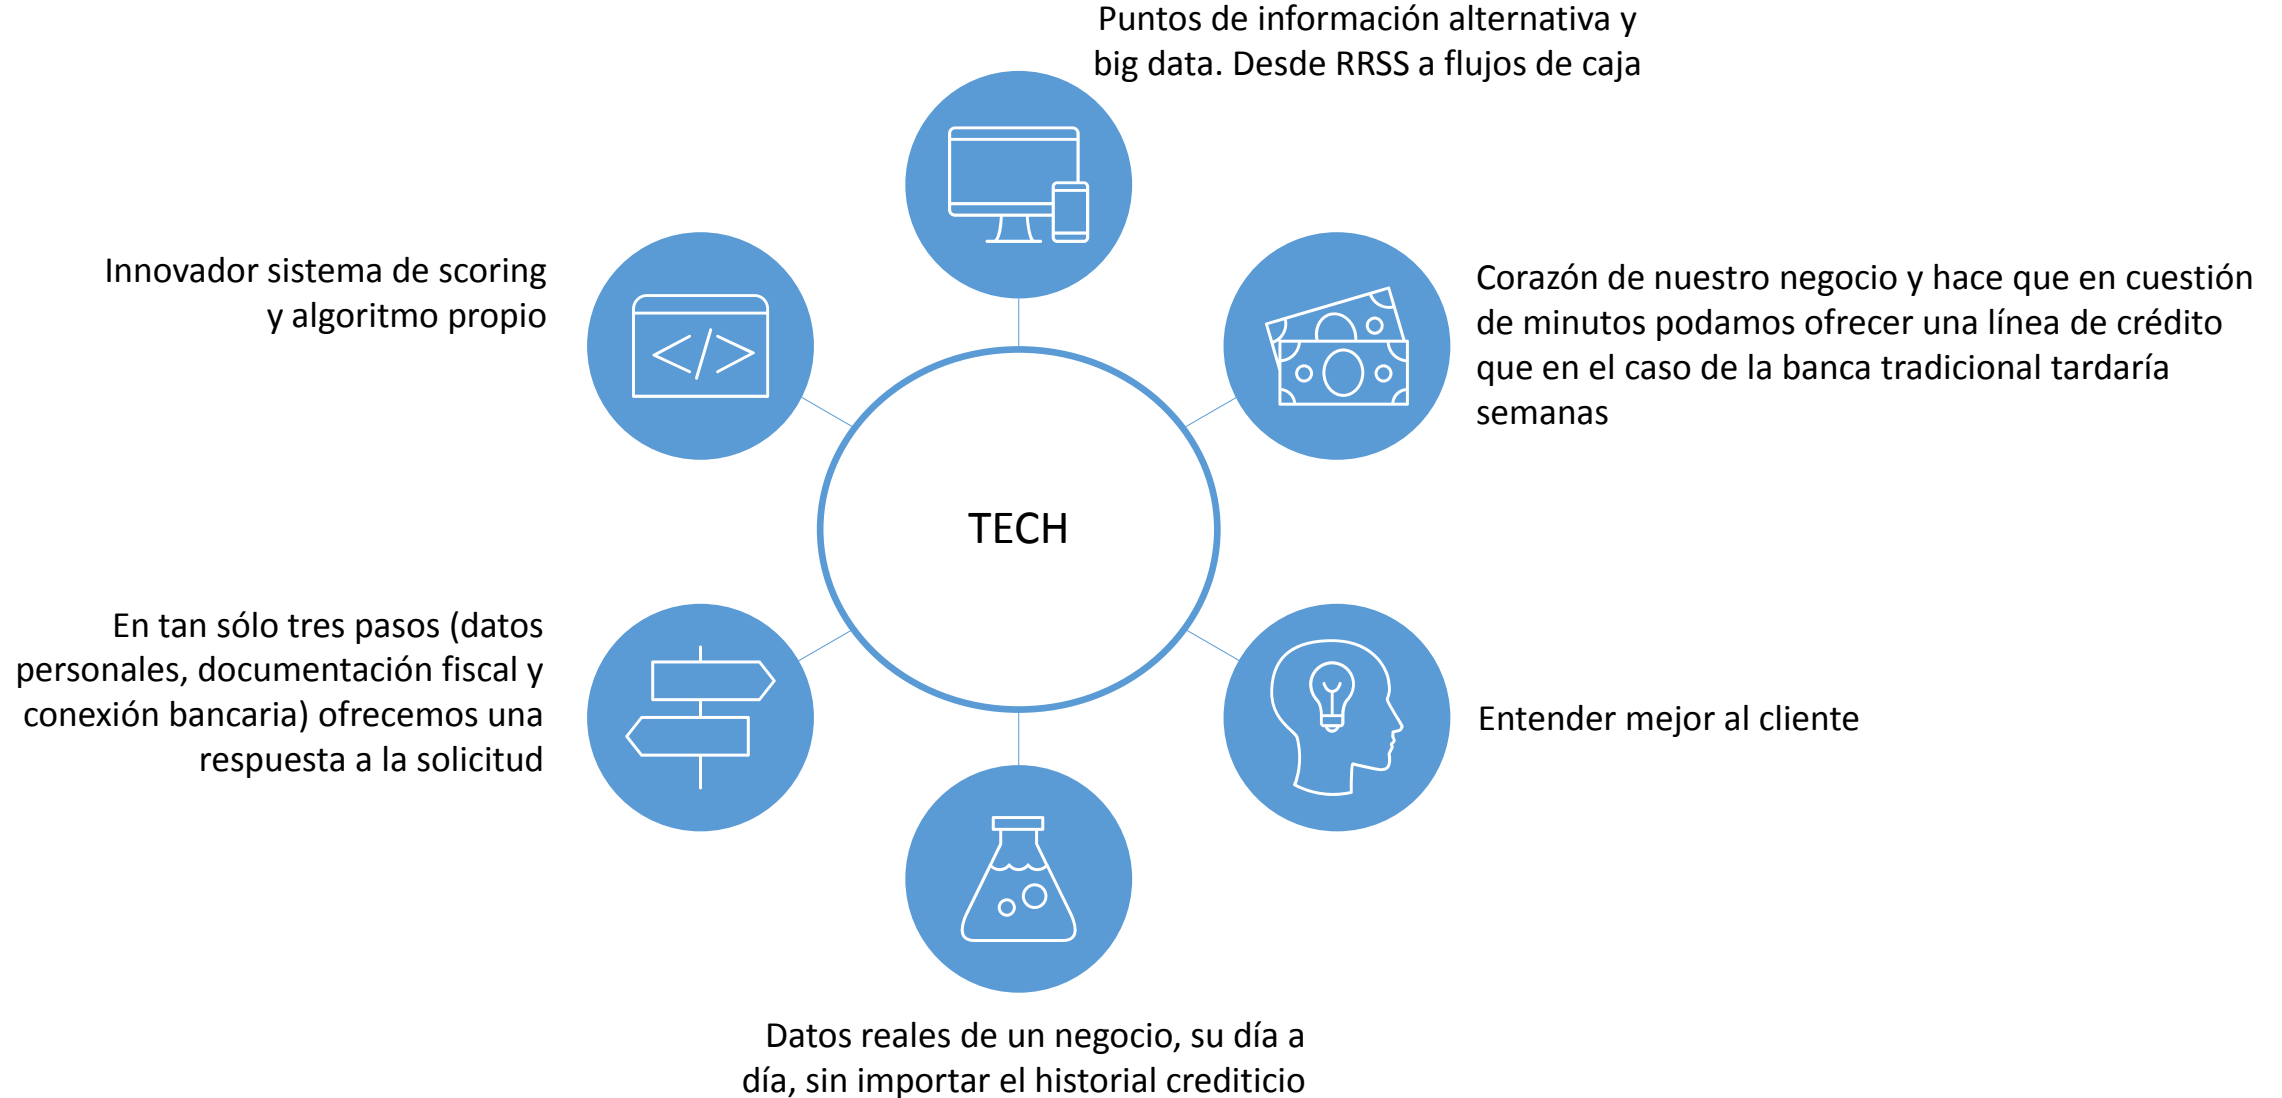 Puntos de información alternativa y
big data. Desde RRSS a flujos de caja
Innovador sistema de scoring
y algoritmo propio
</>
Corazón de nuestro negocio y hace que en cuestión
de minutos podamos ofrecer una línea de crédito
que en el caso de la banca tradicional tardaría
semanas
TECH
En tan sólo tres pasos (datos
personales, documentación fiscal y
conexión bancaria) ofrecemos una
respuesta a la solicitud
Entender mejor al cliente
Datos reales de un negocio, su día a
día, sin importar el historial crediticio